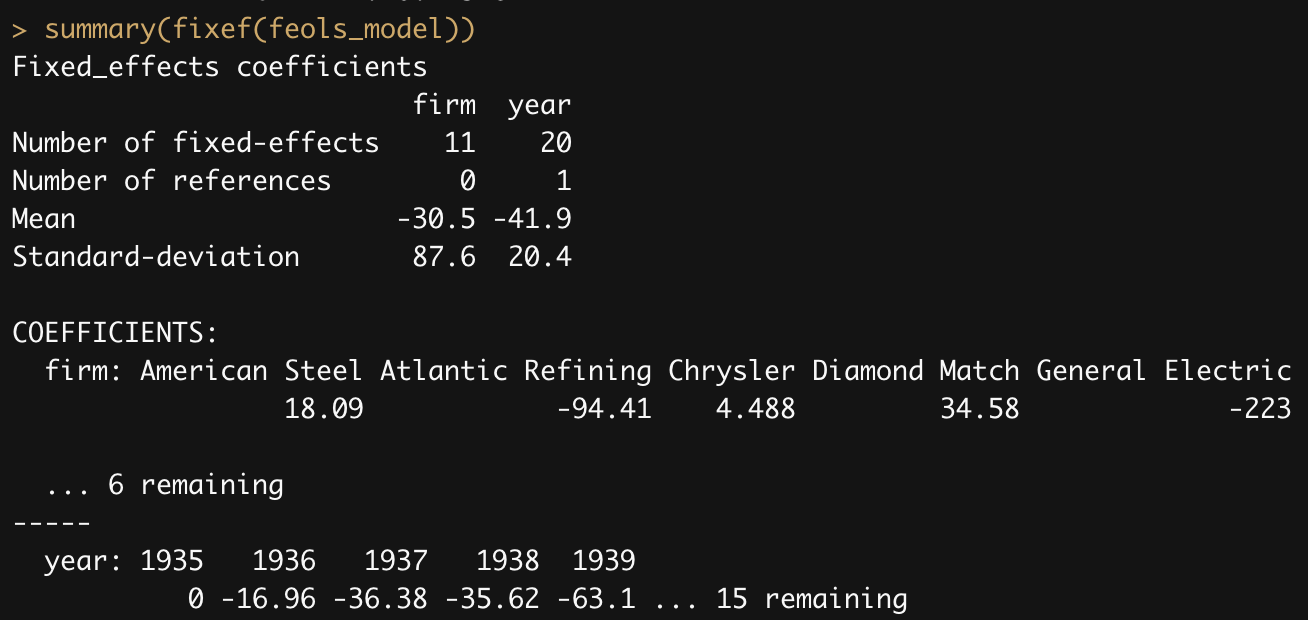 > summary(fixef(feols_model))
Fixed_effects coefficients
                         firm  year
Number of fixed-effects    11    20
Number of references        0     1
Mean                    -30.5 -41.9
Standard-deviation       87.6  20.4
COEFFICIENTS:
  firm: American Steel Atlantic Refining Chrysler Diamond Match General Electric
                 18.09            -94.41    4.488         34.58             -223
  ... 6 remaining
-----
  year: 1935   1936   1937   1938  1939
           0 -16.96 -36.38 -35.62 -63.1 ... 15 remaining